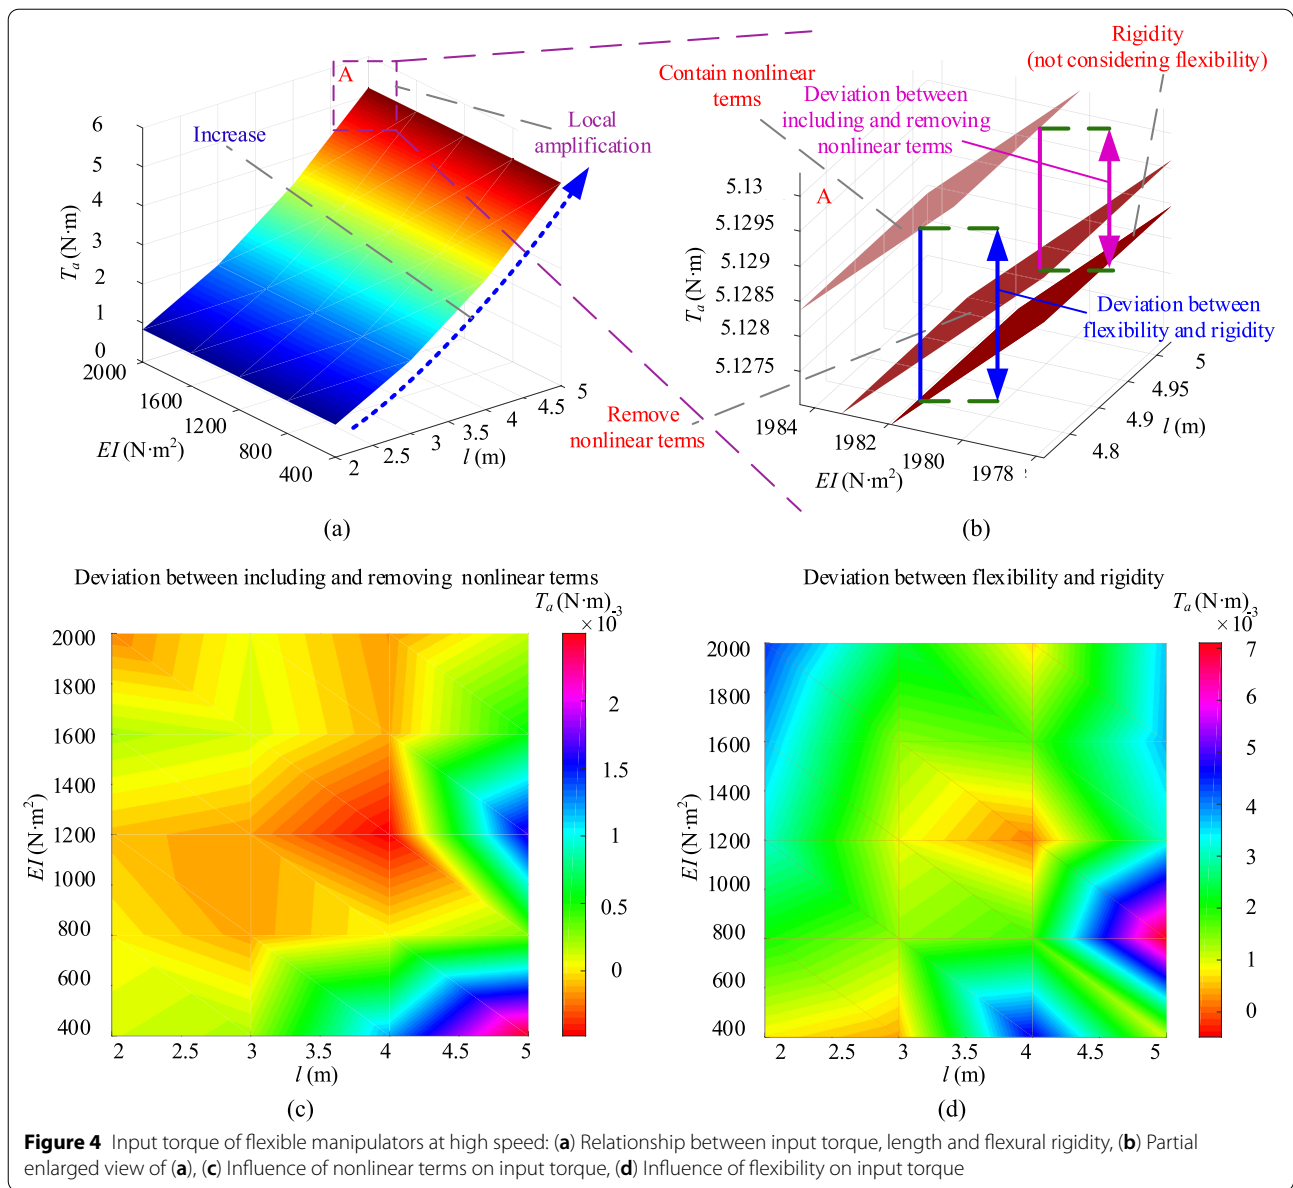 A
Increase
Local
amplification
6
5
4
3
2
1
0
T_a (N·m)
2000
1600
1200
800
400
EI (N·m²)
2
2.5
3
3.5
4
4.5
5
l (m)
(a)
Rigidity
(not considering flexibility)
Contain nonlinear
terms
Deviation between
including and removing
nonlinear terms
A
5.13
5.1295
5.129
5.1285
5.128
5.1275
T_a (N·m)
Deviation between
flexibility and rigidity
Remove
nonlinear terms
1984
1982
1980
1978
EI (N·m²)
4.8
4.9
4.95
5
l (m)
(b)
Deviation between including and removing nonlinear terms
T_a (N·m)
×10⁻³
2000
1800
1600
1400
1200
1000
800
600
400
EI (N·m²)
2
2.5
3
3.5
4
4.5
5
l (m)
2
1.5
1
0.5
0
(c)
Deviation between flexibility and rigidity
T_a (N·m)
×10⁻³
2000
1800
1600
1400
1200
1000
800
600
400
EI (N·m²)
2
2.5
3
3.5
4
4.5
5
l (m)
7
6
5
4
3
2
1
0
(d)
Figure 4 Input torque of flexible manipulators at high speed: (a) Relationship between input torque, length and flexural rigidity, (b) Partial
enlarged view of (a), (c) Influence of nonlinear terms on input torque, (d) Influence of flexibility on input torque